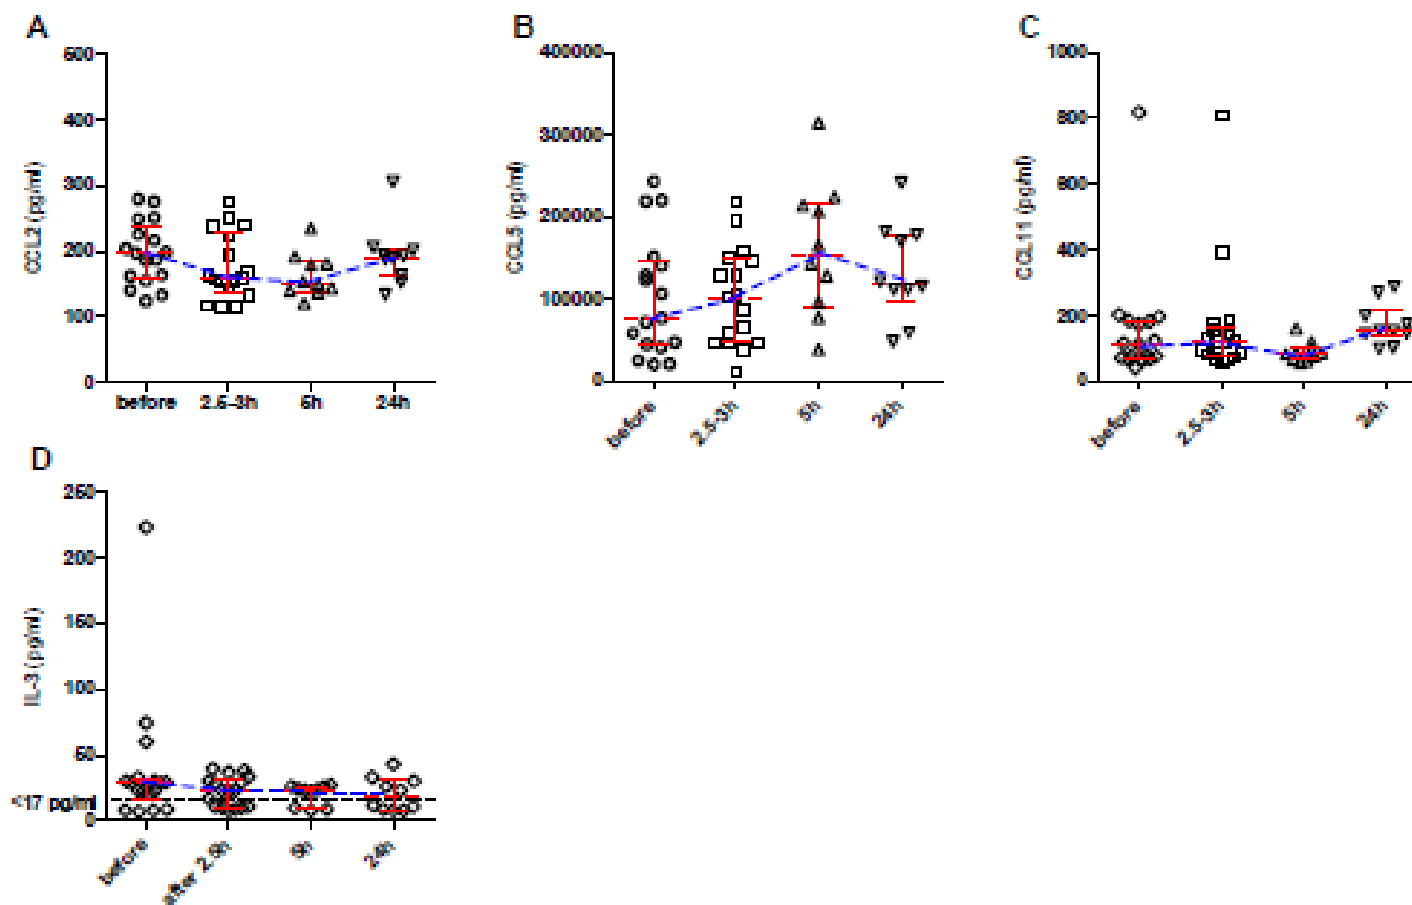 A
600
500
400
300
200
100
0
CCL2 (pg/ml)
before 2.5-3h 5h 24h
B
400000
300000
200000
100000
0
CCL5 (pg/ml)
before 2.5-3h 5h 24h
C
1000
800
600
400
200
0
CCL11 (pg/ml)
before 2.5-3h 5h 24h
D
250
200
150
100
50
<17 pg/ml
0
IL-3 (pg/ml)
before after 2.5h 5h 24h